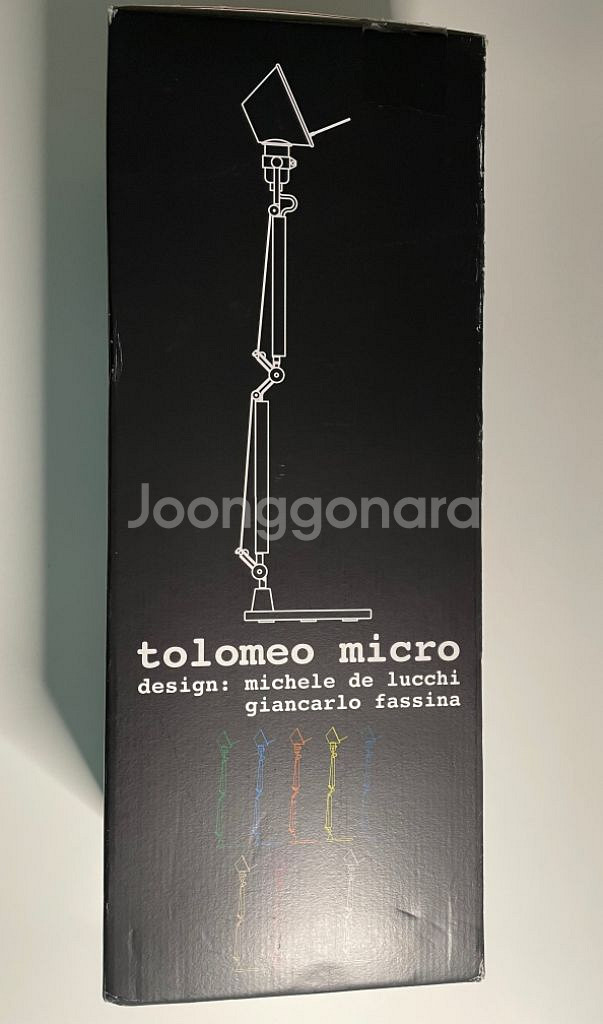 Joonggonara
tolomeo micro
design: michele de lucchi
giancarlo fassina